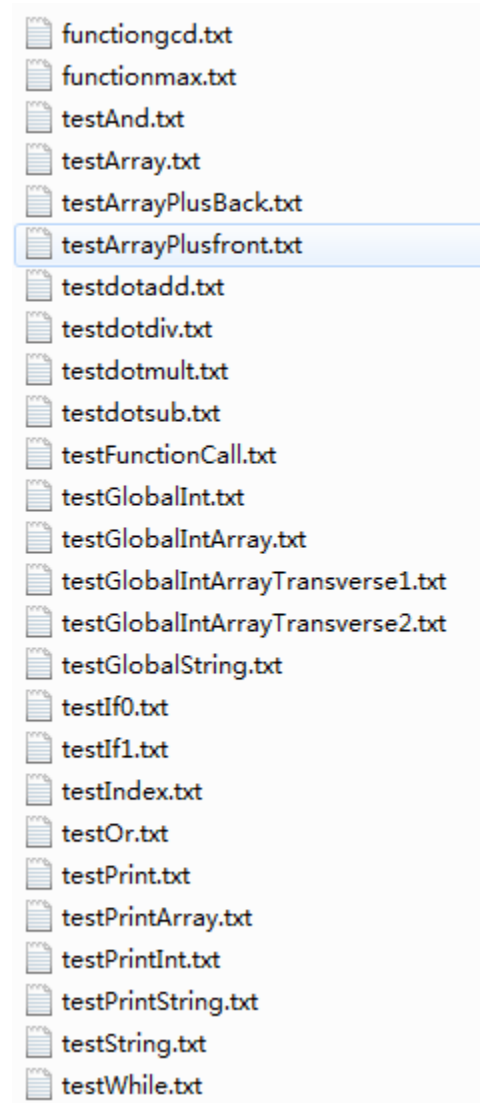 functiongcd.txt
functionmax.txt
testAnd.txt
testArray.txt
testArrayPlusBack.txt
testArrayPlusfront.txt
testdotadd.txt
testdotdiv.txt
testdotmult.txt
testdotsub.txt
testFunctionCall.txt
testGlobalInt.txt
testGlobalIntArray.txt
testGlobalIntArrayTransverse1.txt
testGlobalIntArrayTransverse2.txt
testGlobalString.txt
testIf0.txt
testIf1.txt
testIndex.txt
testOr.txt
testPrint.txt
testPrintArray.txt
testPrintInt.txt
testPrintString.txt
testString.txt
testWhile.txt